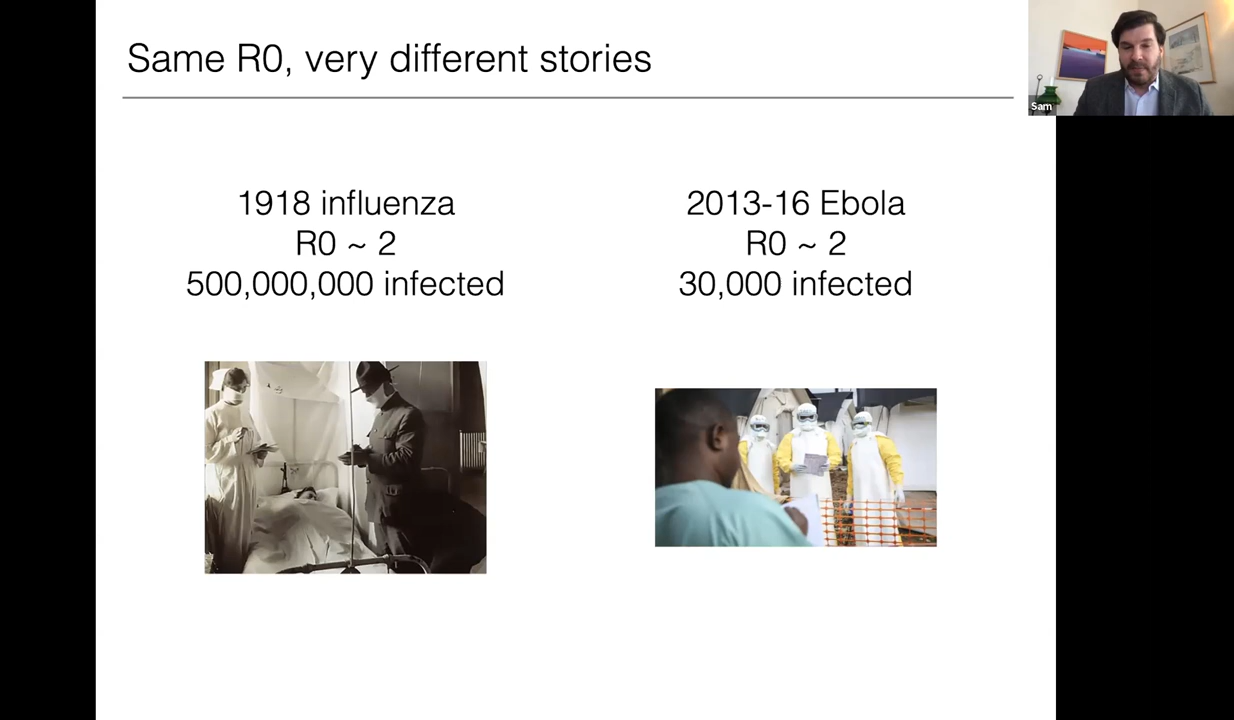 Same R0, very different stories
Sam
1918 influenza
R0 ~ 2
500,000,000 infected
2013-16 Ebola
R0 ~ 2
30,000 infected